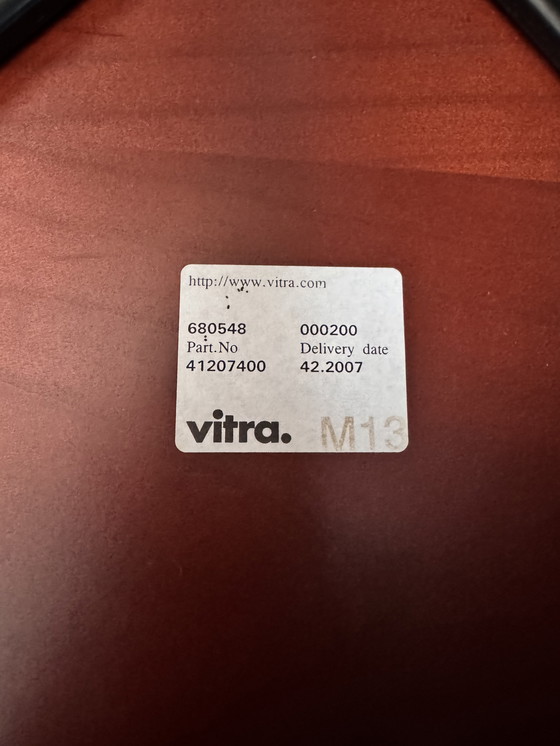 http://www.vitra.com
680548 000200
Part.No Delivery date
41207400 42.2007
vitra. M13